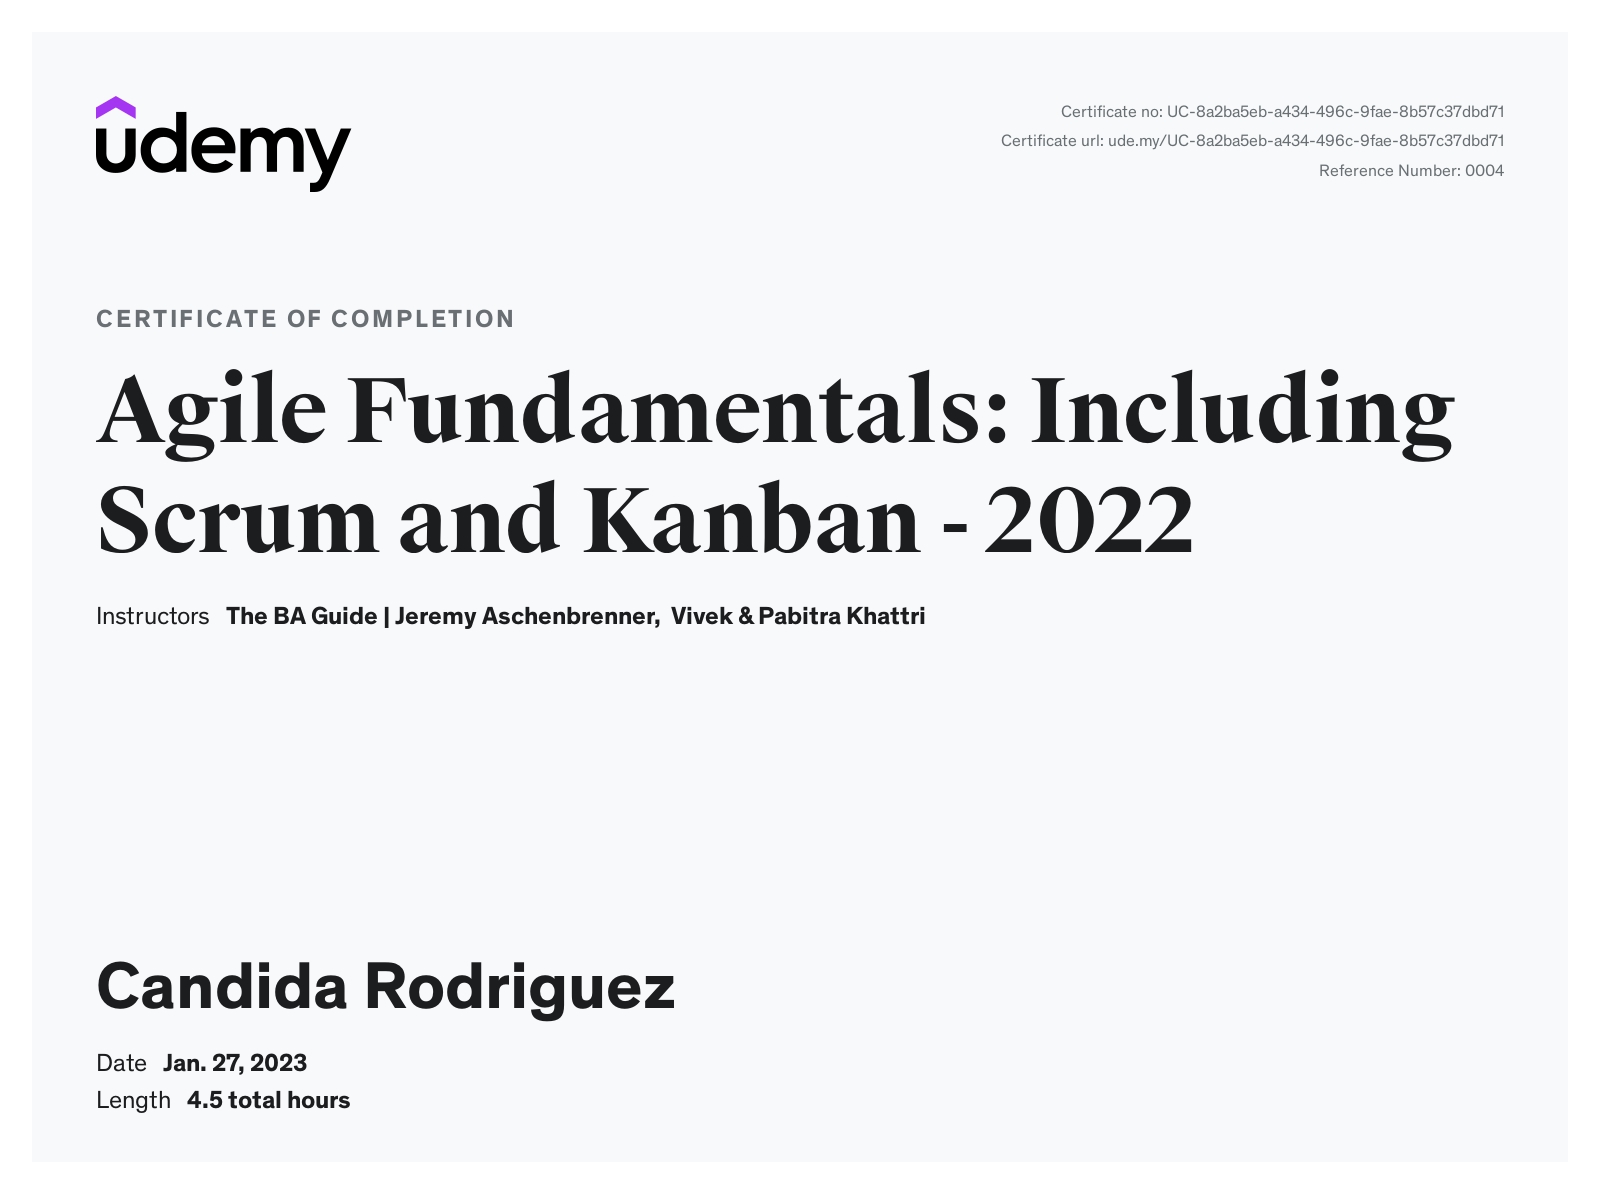 udemy
Certificate no: UC-8a2ba5eb-a434-496c-9fae-8b57c37dbd71
Certificate url: ude.my/UC-8a2ba5eb-a434-496c-9fae-8b57c37dbd71
Reference Number: 0004
CERTIFICATE OF COMPLETION
Agile Fundamentals: Including
Scrum and Kanban - 2022
Instructors The BA Guide | Jeremy Aschenbrenner, Vivek & Pabitra Khattri
Candida Rodriguez
Date Jan. 27, 2023
Length 4.5 total hours